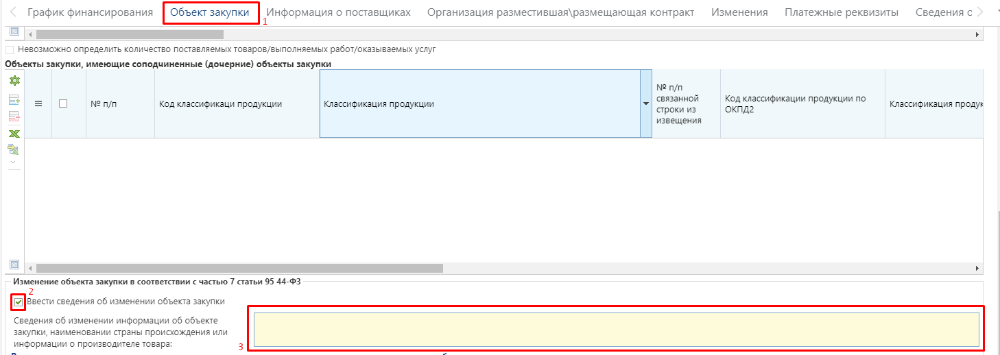 График финансирования Объект закупки Информация о поставщиках Организация разместившая\размещающая контракт Изменения Платежные реквизиты Сведения с
1
Невозможно определить количество поставляемых товаров/выполняемых работ/оказываемых услуг
Объекты закупки, имеющие соподчиненные (дочерние) объекты закупки
№ п/п
Код классификаци продукции
Классификация продукции
№ п/п
связанной
строки из
извещения
Код классификации продукции по
ОКПД2
Классификация продук
Изменение объекта закупки в соответствии с частью 7 статьи 95 44-ФЗ
2
Ввести сведения об изменении объекта закупки
Сведения об изменении информации об объекте
закупки, наименовании страны происхождения или
информации о производителе товара:
3